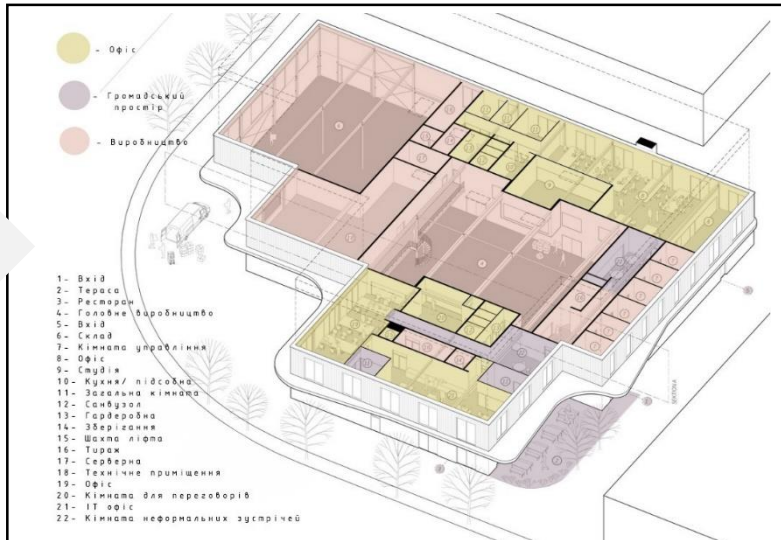 - Офіс
- Громадський
простір
- Виробництво
1- Вхід
2- Тераса
3- Ресторан
4- Головне виробництво
5- Вхід
6- Склад
7- Кімната управління
8- Офіс
9- Студія
10- Кухня/ підсобна
11- Загальна кімната
12- Санвузол
13- Гардеробна
14- Зберігання
15- Шахта ліфта
16- Тираж
17- Серверна
18- Технічне приміщення
19- Офіс
20- Кімната для переговорів
21- ІТ офіс
22- Кімната неформальних зустрічей